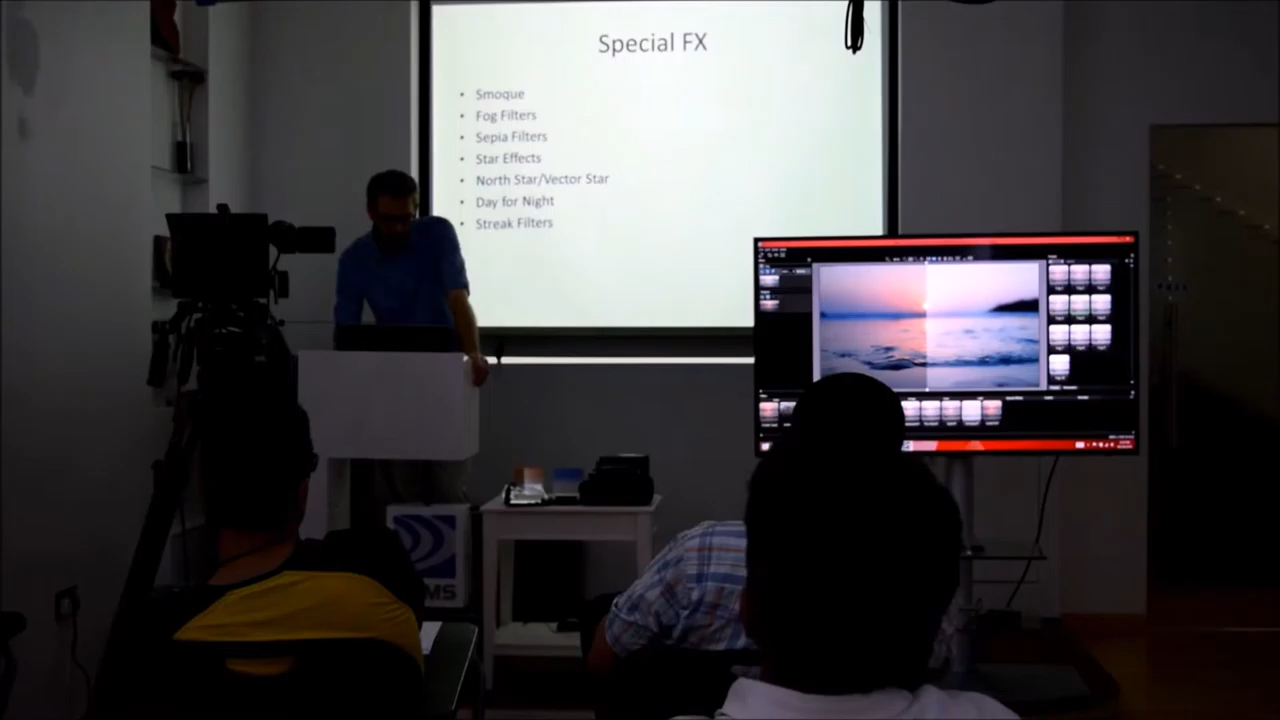 Special FX
• Smoque
• Fog Filters
• Sepia Filters
• Star Effects
• North Star/Vector Star
• Day for Night
• Streak Filters
MS